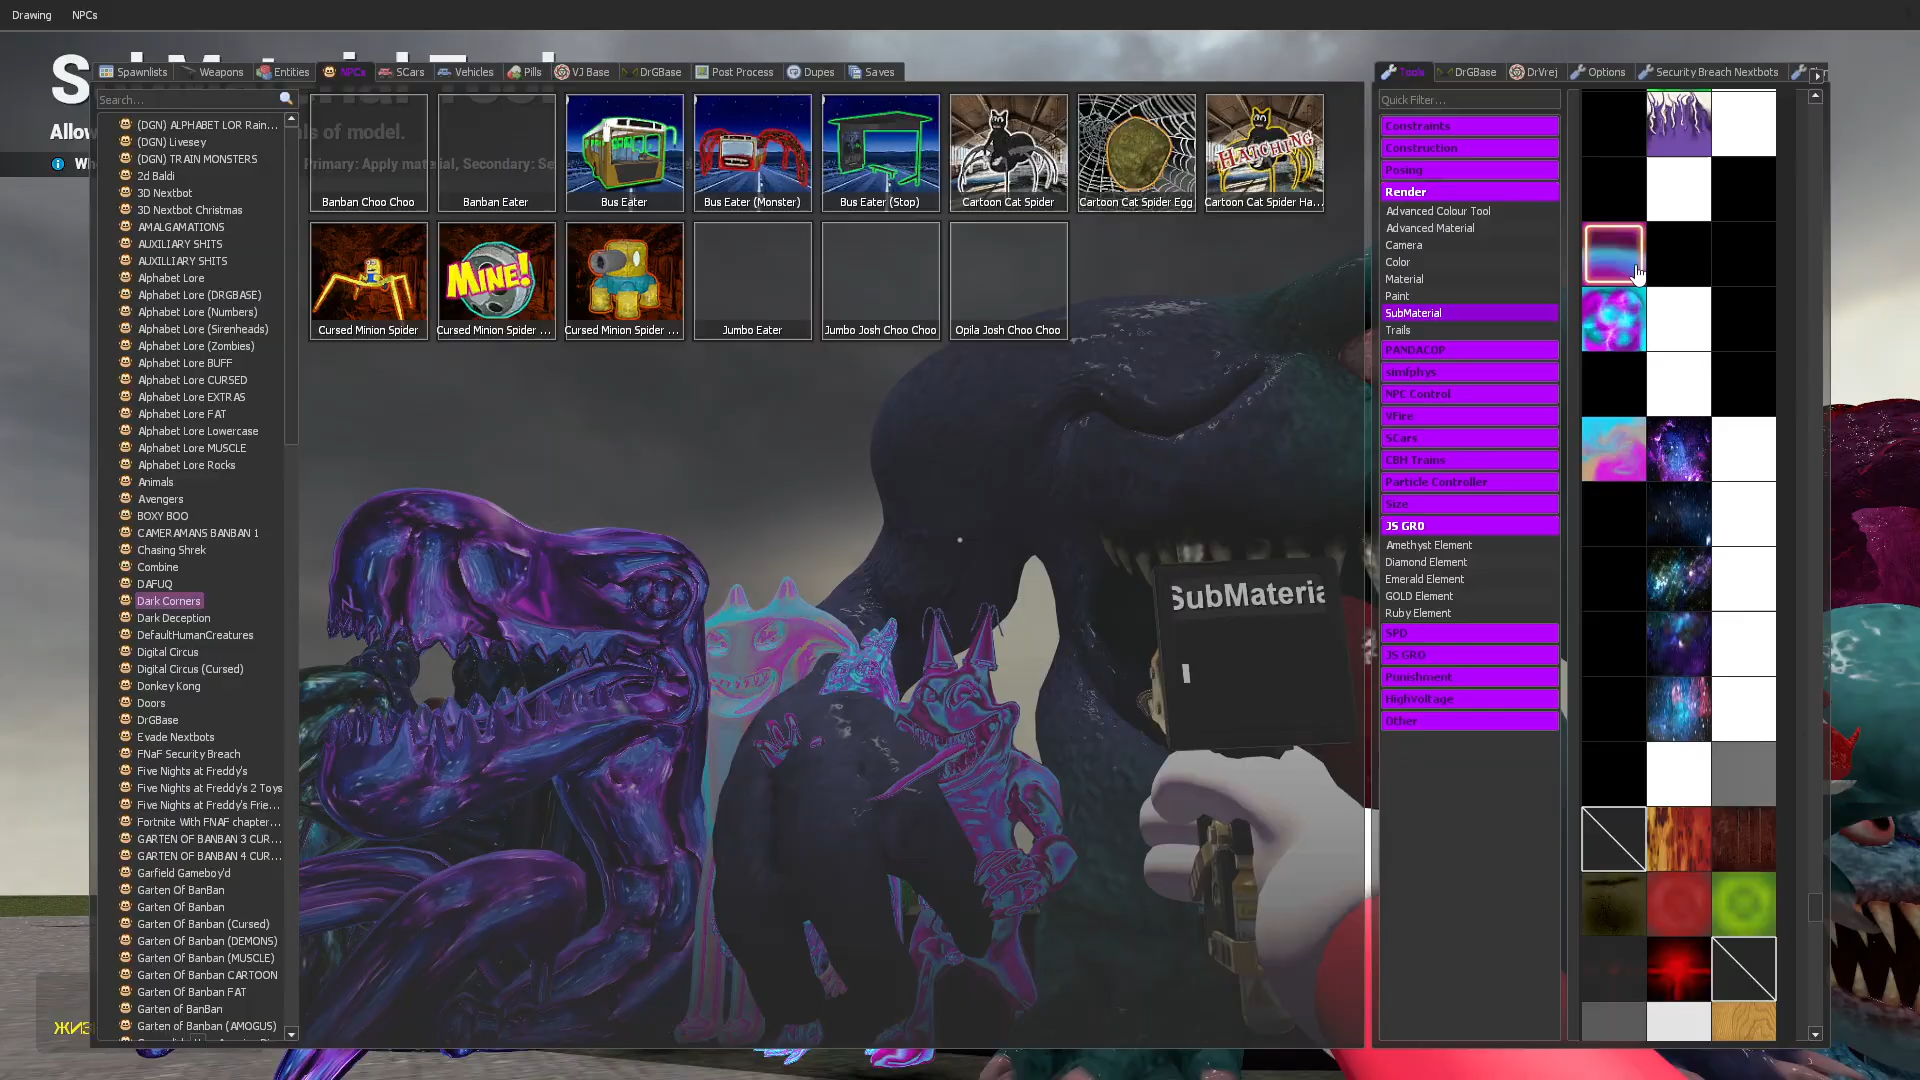 Drawing NPCs
Spawnlists Weapons Entities NPCs SCars Vehicles Pills VJ Base DrGBase Post Process Dupes Saves
Tools DrGBase DrVrej Options Security Breach Nextbots
Search...
Quick Filter...
Primary: Apply material, Secondary:
Banban Choo Choo
Banban Eater
Bus Eater
Bus Eater (Monster)
Bus Eater (Stop)
Cartoon Cat Spider
Cartoon Cat Spider Egg
HATCHING
Cartoon Cat Spider Ha...
Cursed Minion Spider
MINE!
Cursed Minion Spider ...
Cursed Minion Spider ...
Jumbo Eater
Jumbo Josh Choo Choo
Opila Josh Choo Choo
(DGN) ALPHABET LOR Rain...
(DGN) Livesey
(DGN) TRAIN MONSTERS
2d Baldi
3D Nextbot
3D Nextbot Christmas
AMALGAMATIONS
AUXILIARY SHITS
AUXILLIARY SHITS
Alphabet Lore
Alphabet Lore (DRGBASE)
Alphabet Lore (Numbers)
Alphabet Lore (Sirenheads)
Alphabet Lore (Zombies)
Alphabet Lore BUFF
Alphabet Lore CURSED
Alphabet Lore EXTRAS
Alphabet Lore FAT
Alphabet Lore Lowercase
Alphabet Lore MUSCLE
Alphabet Lore Rocks
Animals
Avengers
BOXY BOO
CAMERAMANS BANBAN 1
Chasing Shrek
Combine
DAFUQ
Dark Corners
Dark Deception
DefaultHumanCreatures
Digital Circus
Digital Circus (Cursed)
Donkey Kong
Doors
DrGBase
Evade Nextbots
FNaF Security Breach
Five Nights at Freddy's
Five Nights at Freddy's 2 Toys
Five Nights at Freddy's Frie...
Fortnite With FNAF chapter...
GARTEN OF BANBAN 3 CUR...
GARTEN OF BANBAN 4 CUR...
Garfield Gameboy'd
Garten Of BanBan
Garten Of Banban
Garten Of Banban (Cursed)
Garten Of Banban (DEMONS)
Garten Of Banban (MUSCLE)
Garten Of Banban CARTOON
Garten Of Banban FAT
Garten of BanBan
Garten of Banban (AMOGUS)
Constraints
Construction
Posing
Render
Advanced Colour Tool
Advanced Material
Camera
Color
Material
Paint
SubMaterial
Trails
PANDACOP
simfphys
NPC Control
vFire
SCars
CBH Trains
Particle Controller
Size
JS GRO
Amethyst Element
Diamond Element
Emerald Element
GOLD Element
Ruby Element
SPD
JS GRO
Punishment
HighVoltage
Other
SubMateria